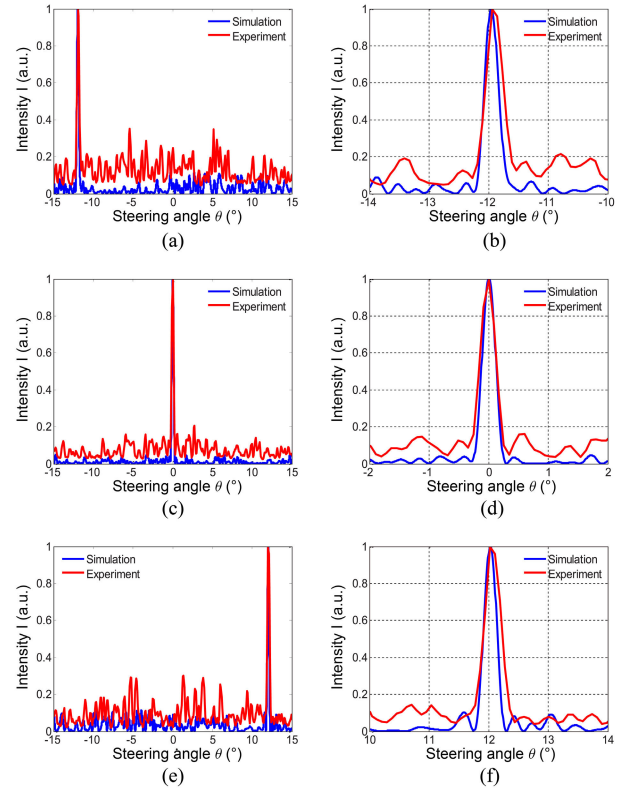 1
0.8
0.6
0.4
0.2
0
-15 -10 -5 0 5 10 15
Intensity I (a.u.)
Steering angle θ (°)
Simulation
Experiment
(a)
1
0.8
0.6
0.4
0.2
0
-14 -13 -12 -11 -10
Intensity I (a.u.)
Steering angle θ (°)
Simulation
Experiment
(b)
1
0.8
0.6
0.4
0.2
0
-15 -10 -5 0 5 10 15
Intensity I (a.u.)
Steering angle θ (°)
Simulation
Experiment
(c)
1
0.8
0.6
0.4
0.2
0
-2 -1 0 1 2
Intensity I (a.u.)
Steering angle θ (°)
Simulation
Experiment
(d)
1
0.8
0.6
0.4
0.2
0
-15 -10 -5 0 5 10 15
Intensity I (a.u.)
Steering angle θ (°)
Simulation
Experiment
(e)
1
0.8
0.6
0.4
0.2
0
10 11 12 13 14
Intensity I (a.u.)
Steering angle θ (°)
Simulation
Experiment
(f)